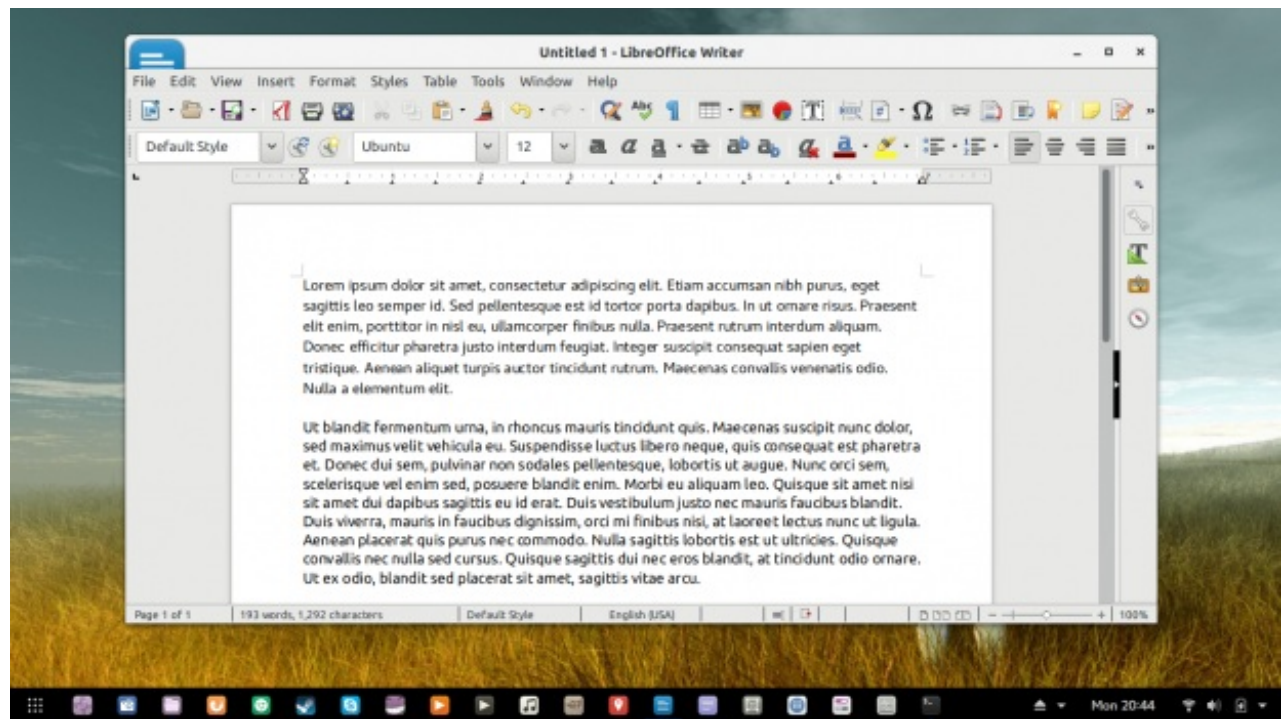 Untitled 1 - LibreOffice Writer
File Edit View Insert Format Styles Table Tools Window Help
Default Style Ubuntu 12
Lorem ipsum dolor sit amet, consectetur adipiscing elit. Etiam accumsan nibh purus, eget
sagittis leo semper id. Sed pellentesque est id tortor porta dapibus. In ut ornare risus. Praesent
elit enim, porttitor in nisl eu, ullamcorper finibus nulla. Praesent rutrum interdum aliquam.
Donec efficitur pharetra justo interdum feugiat. Integer suscipit consequat sapien eget
tristique. Aenean aliquet turpis auctor tincidunt rutrum. Maecenas convallis venenatis odio.
Nulla a elementum elit.
Ut blandit fermentum urna, in rhoncus mauris tincidunt quis. Maecenas suscipit nunc dolor,
sed maximus velit vehicula eu. Suspendisse luctus libero neque, quis consequat est pharetra
et. Donec dui sem, pulvinar non sodales pellentesque, lobortis ut augue. Nunc orci sem,
scelerisque vel enim sed, posuere blandit enim. Morbi eu aliquam leo. Quisque sit amet nisi
sit amet dui dapibus sagittis eu id erat. Duis vestibulum justo nec mauris faucibus blandit.
Duis viverra, mauris in faucibus dignissim, orci mi finibus nisi, at laoreet lectus nunc ut ligula.
Aenean placerat quis purus nec commodo. Nulla sagittis lobortis est ut ultricies. Quisque
convallis nec nulla sed cursus. Quisque sagittis dui nec eros blandit, at tincidunt odio ornare.
Ut ex odio, blandit sed placerat sit amet, sagittis vitae arcu.
Page 1 of 1 193 words, 1,292 characters Default Style English (USA) 100%
Mon 20:44